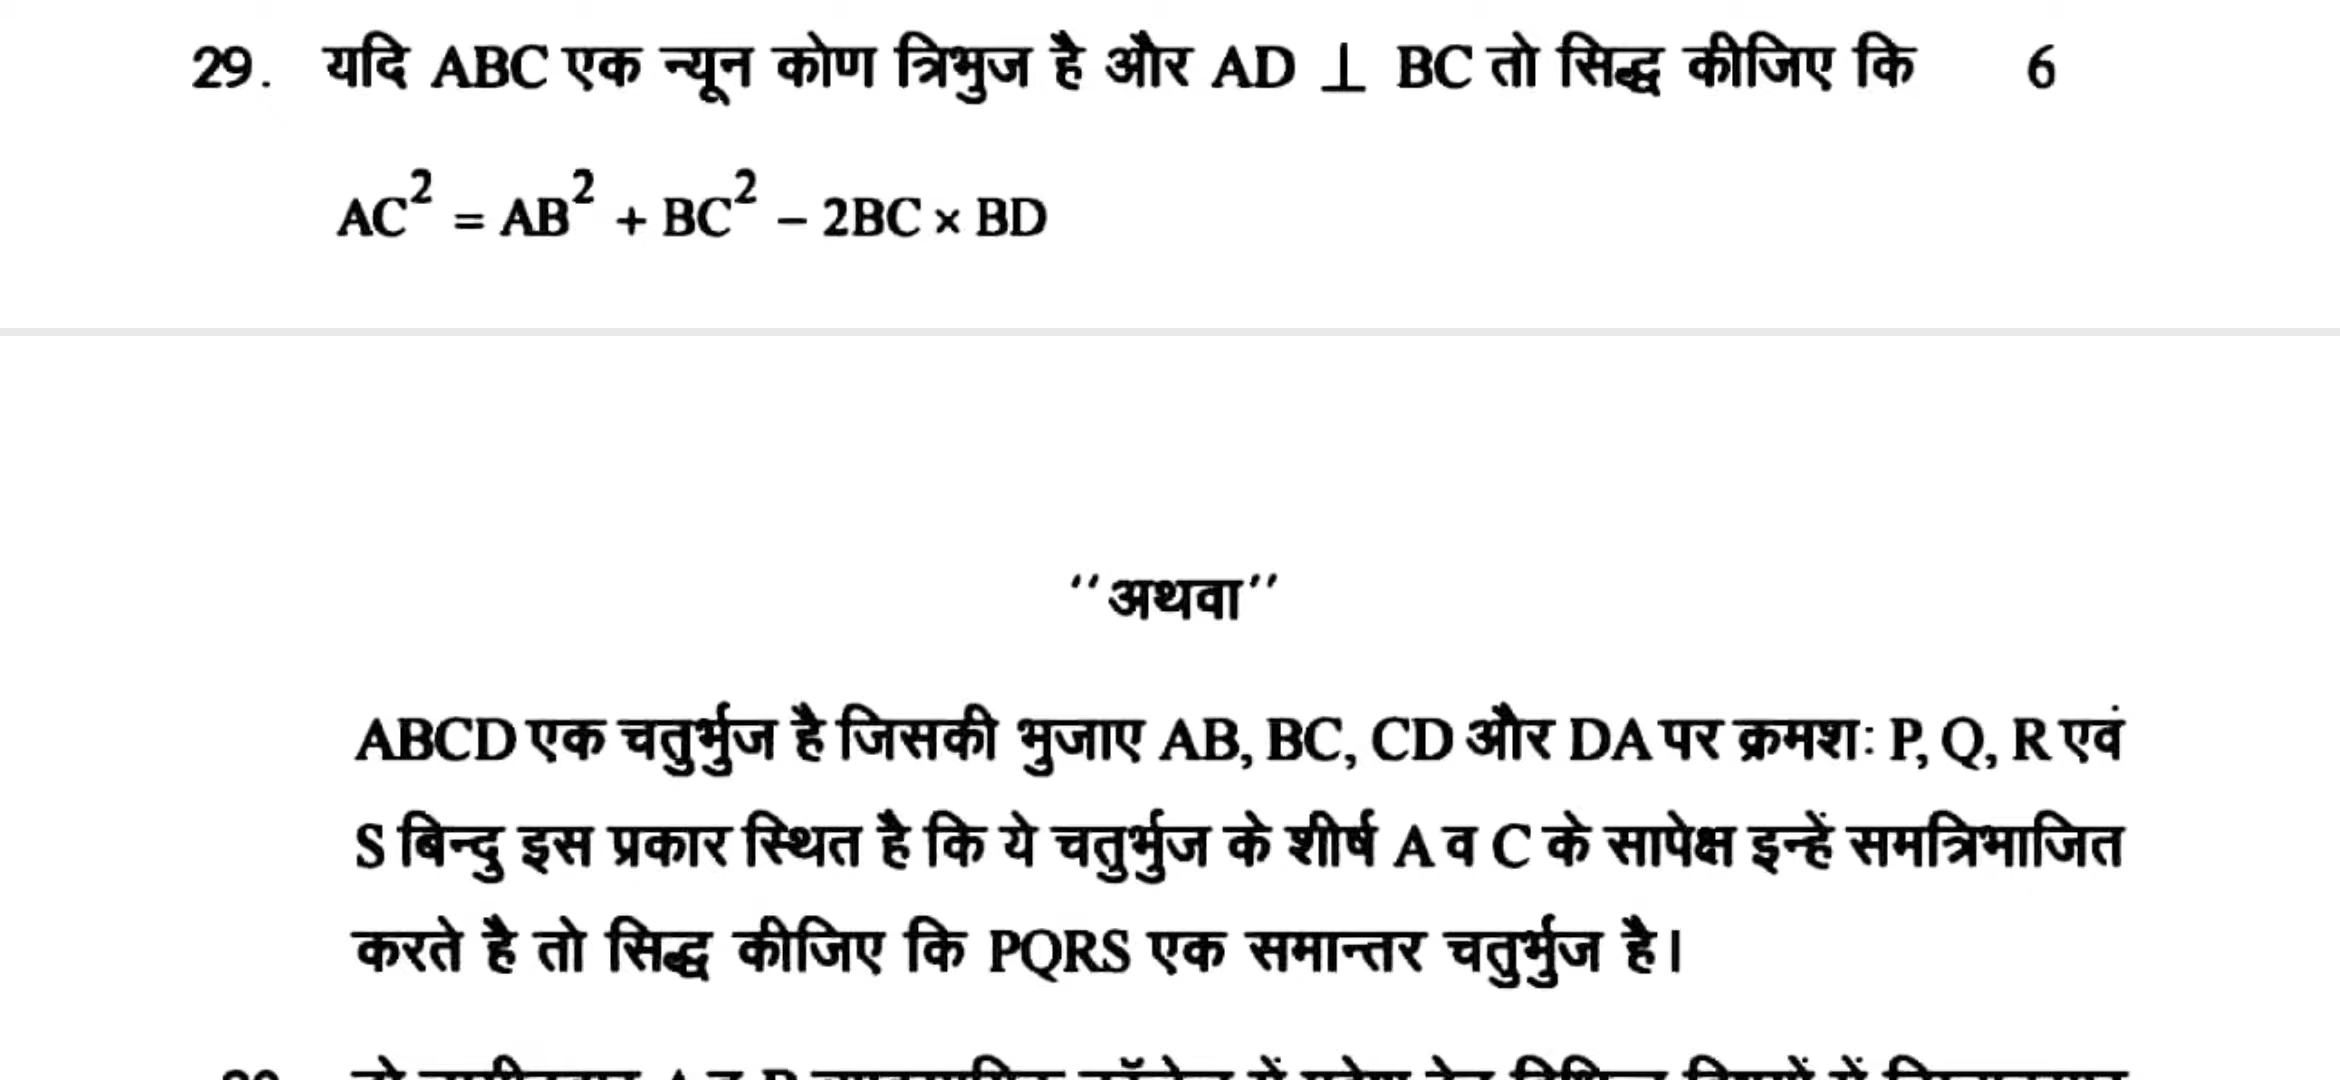 29. यदि ABC एक न्यून कोण त्रिभुज है और AD ⊥ BC तो सिद्ध कीजिए कि 6
AC² = AB² + BC² – 2BC × BD
‘‘अथवा’’
ABCD एक चतुर्भुज है जिसकी भुजाए AB, BC, CD और DA पर क्रमशः P, Q, R एवं
S बिन्दु इस प्रकार स्थित है कि ये चतुर्भुज के शीर्ष A व C के सापेक्ष इन्हें समत्रिभाजित
करते है तो सिद्ध कीजिए कि PQRS एक समान्तर चतुर्भुज है।